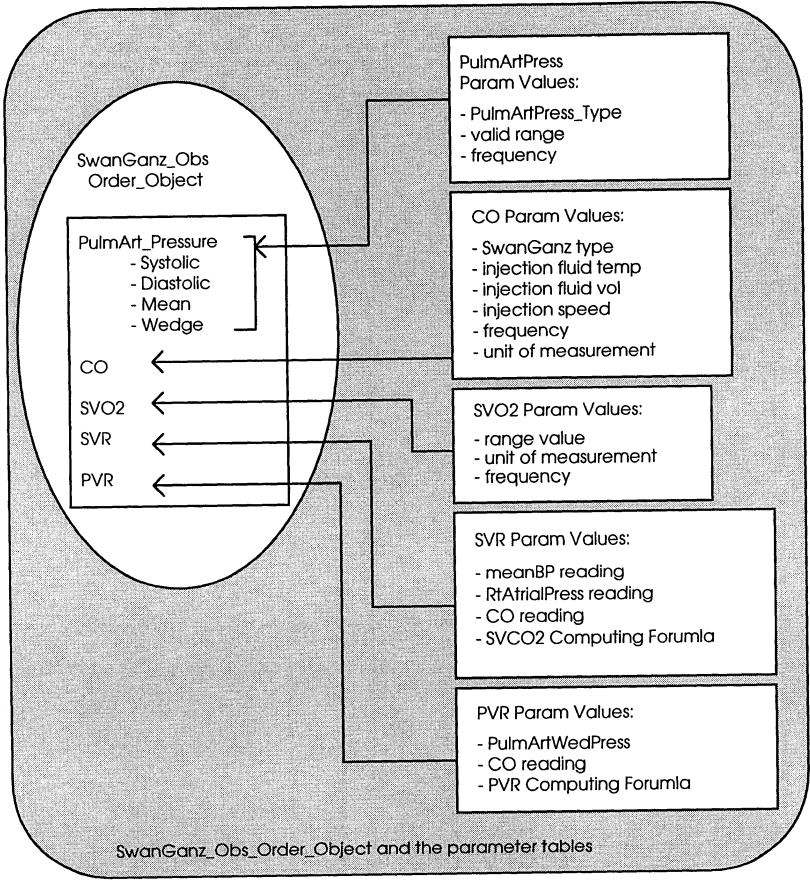 SwanGanz_Obs
Order_Object
PulmArt_Pressure
- Systolic
- Diastolic
- Mean
- Wedge
CO
SVO2
SVR
PVR
PulmArtPress
Param Values:
- PulmArtPress_Type
- valid range
- frequency
CO Param Values:
- SwanGanz type
- injection fluid temp
- injection fluid vol
- injection speed
- frequency
- unit of measurement
SVO2 Param Values:
- range value
- unit of measurement
- frequency
SVR Param Values:
- meanBP reading
- RtAtrialPress reading
- CO reading
- SVCO2 Computing Forumla
PVR Param Values:
- PulmArtWedPress
- CO reading
- PVR Computing Forumla
SwanGanz_Obs_Order_Object and the parameter tables